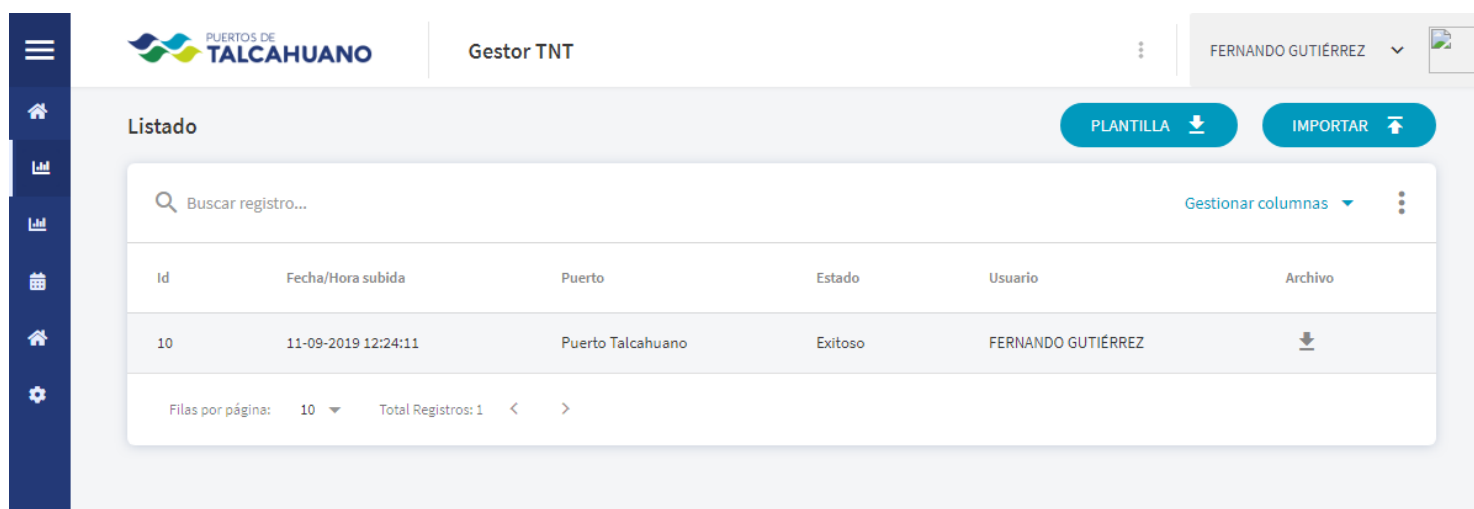 PUERTOS DE
TALCAHUANO
Gestor TNT
FERNANDO GUTIÉRREZ
Listado
PLANTILLA
IMPORTAR
Buscar registro...
Gestionar columnas
Id Fecha/Hora subida Puerto Estado Usuario Archivo
10 11-09-2019 12:24:11 Puerto Talcahuano Exitoso FERNANDO GUTIÉRREZ
Filas por página: 10 Total Registros: 1